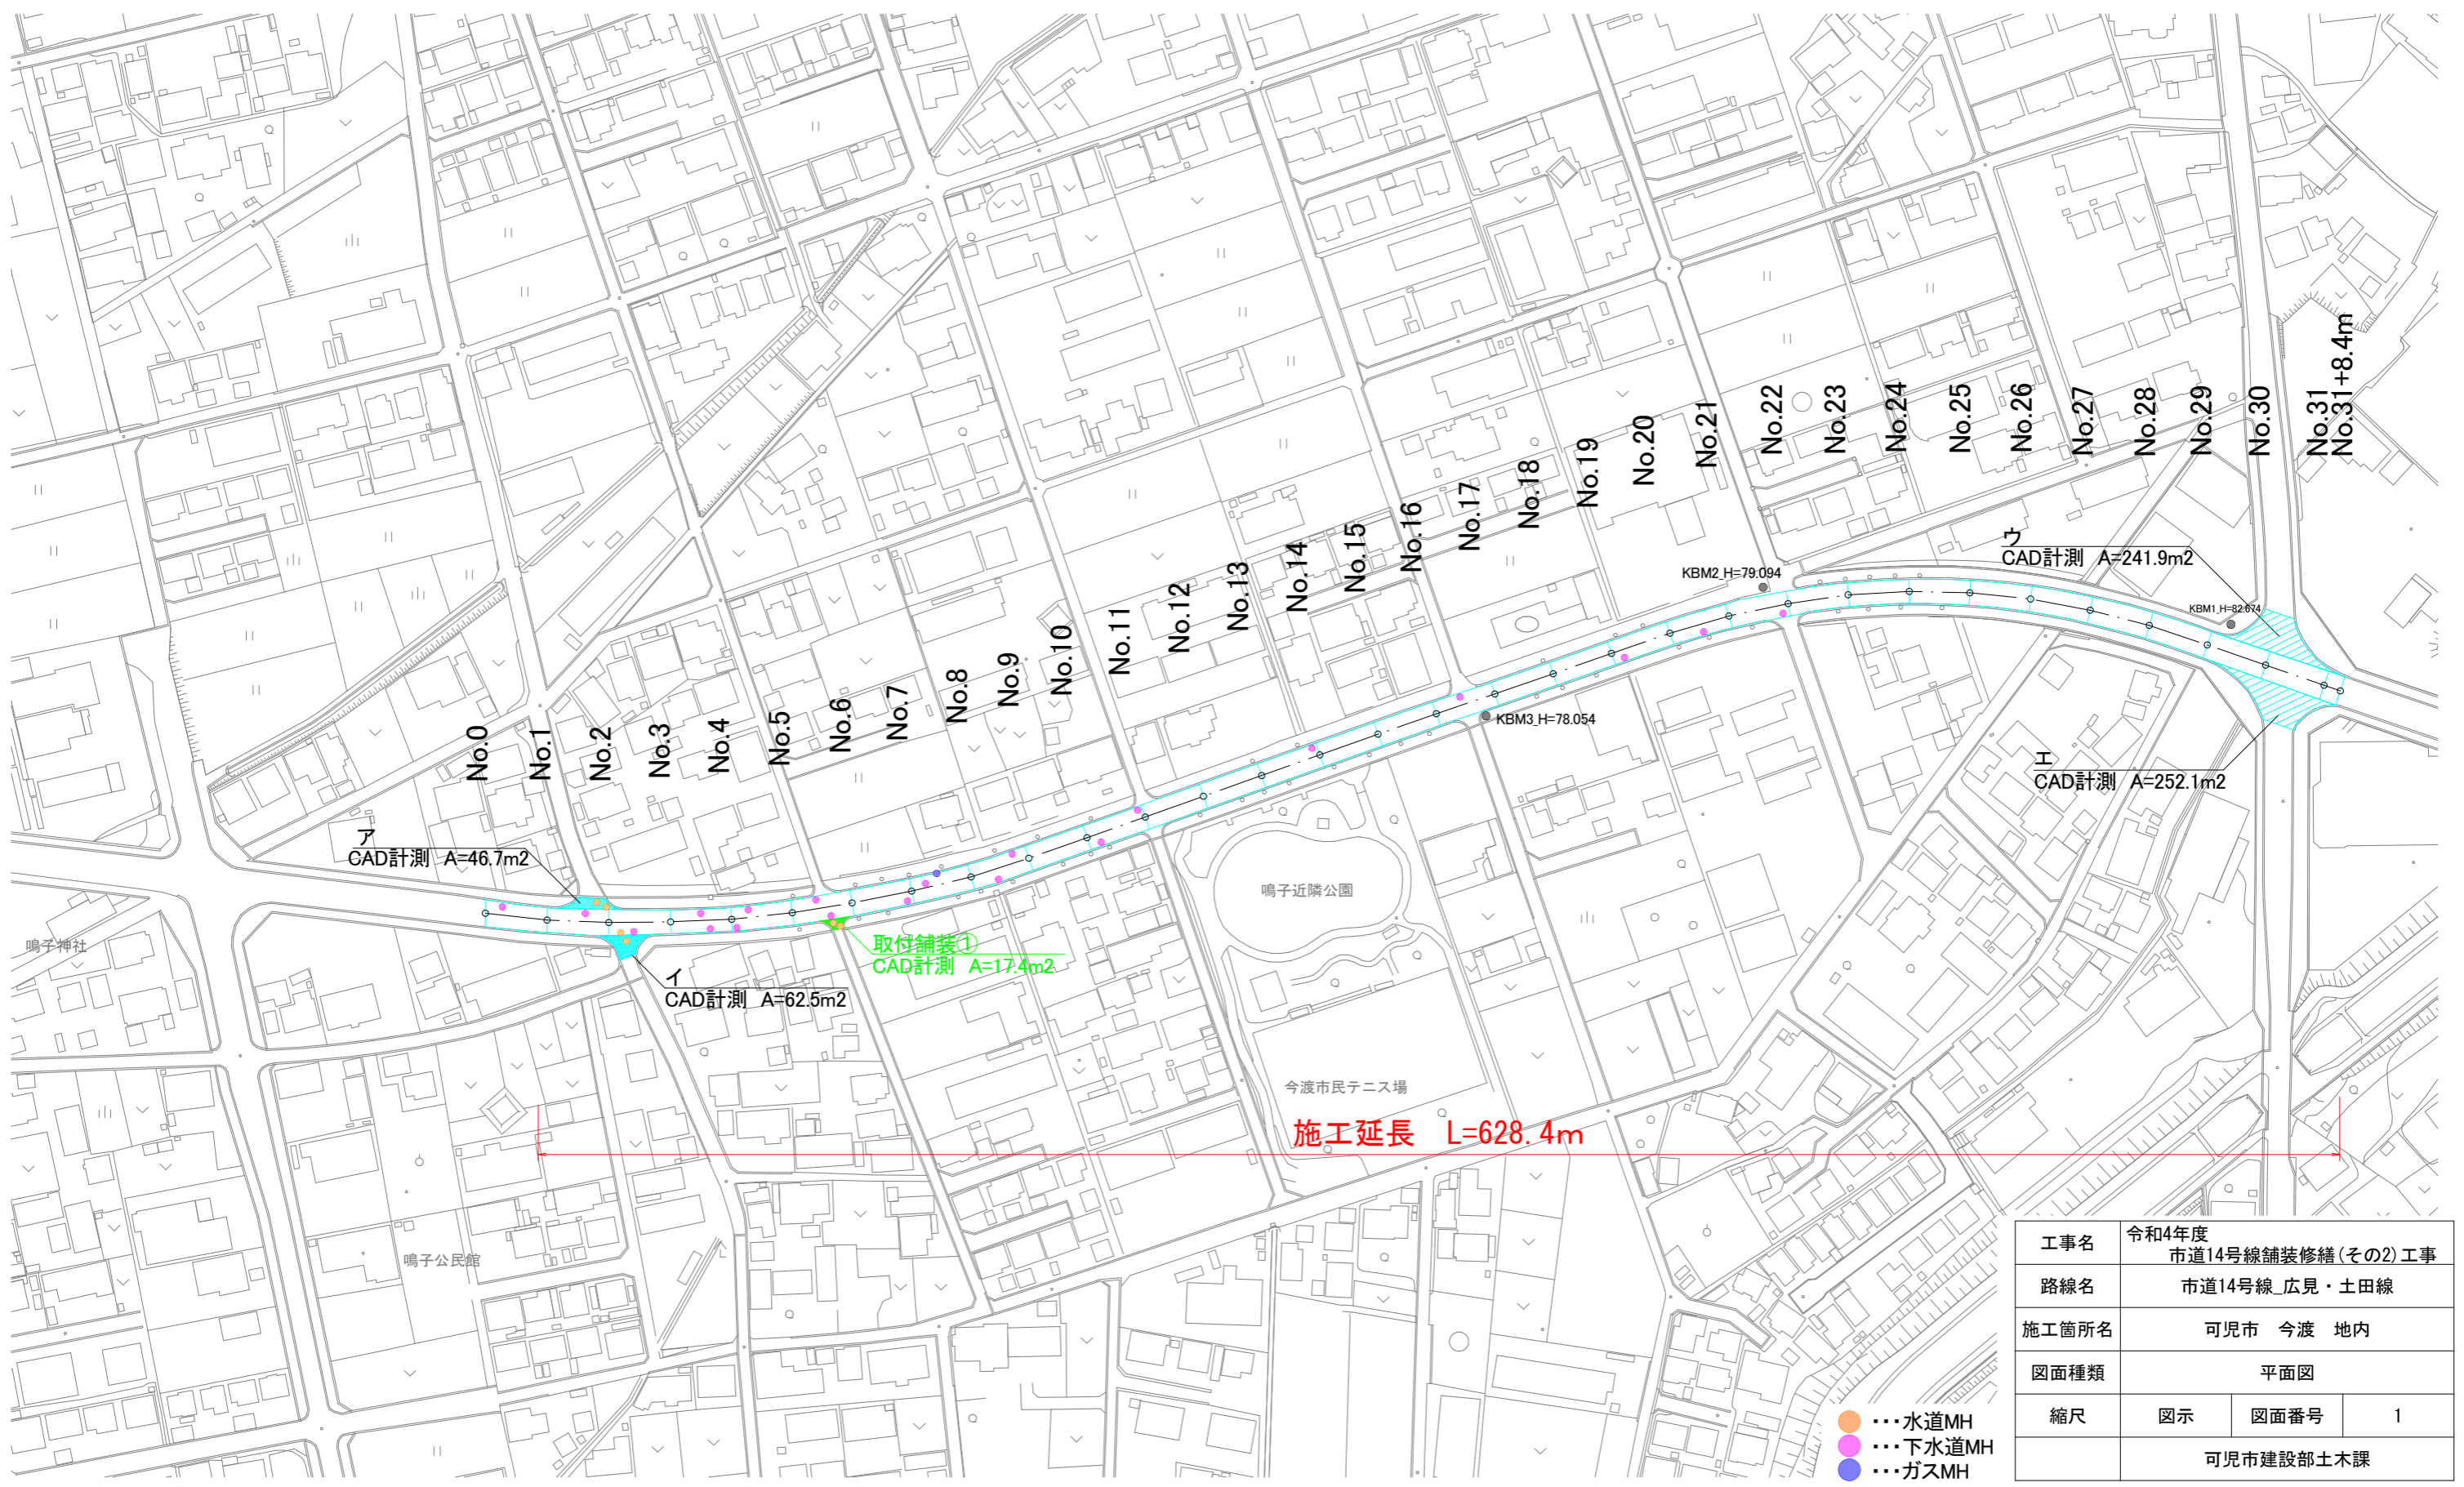 No.0
No.1
No.2
No.3
No.4
No.5
No.6
No.7
No.8
No.9
No.10
No.11
No.12
No.13
No.14
No.15
No.16
No.17
No.18
No.19
No.20
No.21
No.22
No.23
No.24
No.25
No.26
No.27
No.28
No.29
No.30
No.31
No.31+8.4m
ウ
CAD計測 A=241.9m2
KBM2_H=79.094
KBM1_H=82.674
KBM3_H=78.054
エ
CAD計測 A=252.1m2
ア
CAD計測 A=46.7m2
鳴子近隣公園
鳴子神社
取付舗装①
CAD計測 A=17.4m2
イ
CAD計測 A=62.5m2
今渡市民テニス場
施工延長 L=628.4m
鳴子公民館
工事名 令和4年度
市道14号線舗装修繕(その2)工事
路線名 市道14号線_広見・土田線
施工箇所名 可児市 今渡 地内
図面種類 平面図
縮尺 図示 図面番号 1
可児市建設部土木課
・・・水道MH
・・・下水道MH
・・・ガスMH